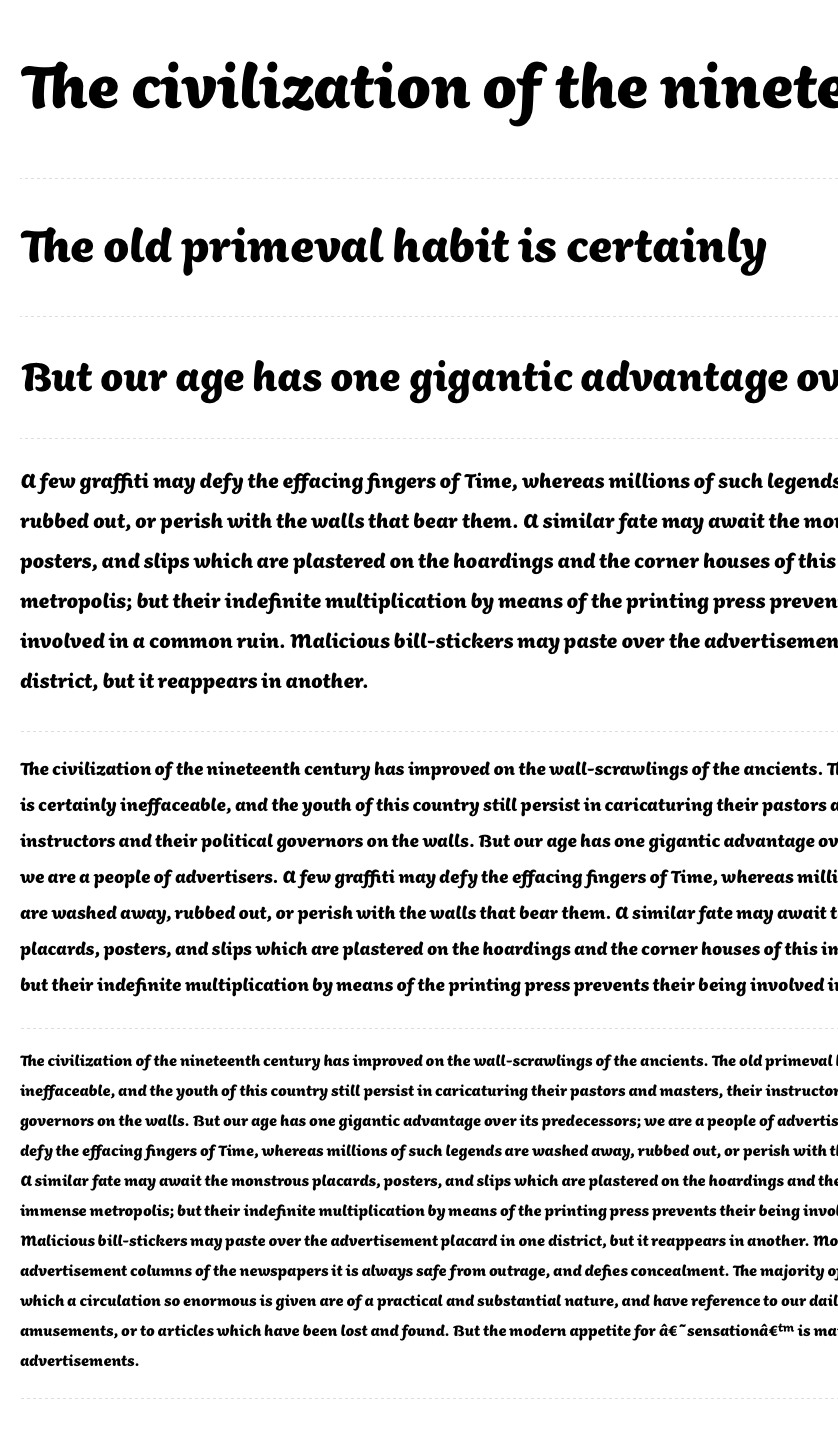 The civilization of the ninete
The old primeval habit is certainly
But our age has one gigantic advantage ov
A few graffiti may defy the effacing fingers of Time, whereas millions of such legends
rubbed out, or perish with the walls that bear them. A similar fate may await the mon
posters, and slips which are plastered on the hoardings and the corner houses of this
metropolis; but their indefinite multiplication by means of the printing press preven
involved in a common ruin. Malicious bill-stickers may paste over the advertisemen
district, but it reappears in another.
The civilization of the nineteenth century has improved on the wall-scrawlings of the ancients. Th
is certainly ineffaceable, and the youth of this country still persist in caricaturing their pastors a
instructors and their political governors on the walls. But our age has one gigantic advantage ov
we are a people of advertisers. A few graffiti may defy the effacing fingers of Time, whereas milli
are washed away, rubbed out, or perish with the walls that bear them. A similar fate may await t
placards, posters, and slips which are plastered on the hoardings and the corner houses of this im
but their indefinite multiplication by means of the printing press prevents their being involved in
The civilization of the nineteenth century has improved on the wall-scrawlings of the ancients. The old primeval h
ineffaceable, and the youth of this country still persist in caricaturing their pastors and masters, their instructor
governors on the walls. But our age has one gigantic advantage over its predecessors; we are a people of advertis
defy the effacing fingers of Time, whereas millions of such legends are washed away, rubbed out, or perish with th
A similar fate may await the monstrous placards, posters, and slips which are plastered on the hoardings and the
immense metropolis; but their indefinite multiplication by means of the printing press prevents their being invol
Malicious bill-stickers may paste over the advertisement placard in one district, but it reappears in another. Mo
advertisement columns of the newspapers it is always safe from outrage, and defies concealment. The majority o
which a circulation so enormous is given are of a practical and substantial nature, and have reference to our dail
amusements, or to articles which have been lost and found. But the modern appetite for â€˜sensationâ€™ is ma
advertisements.